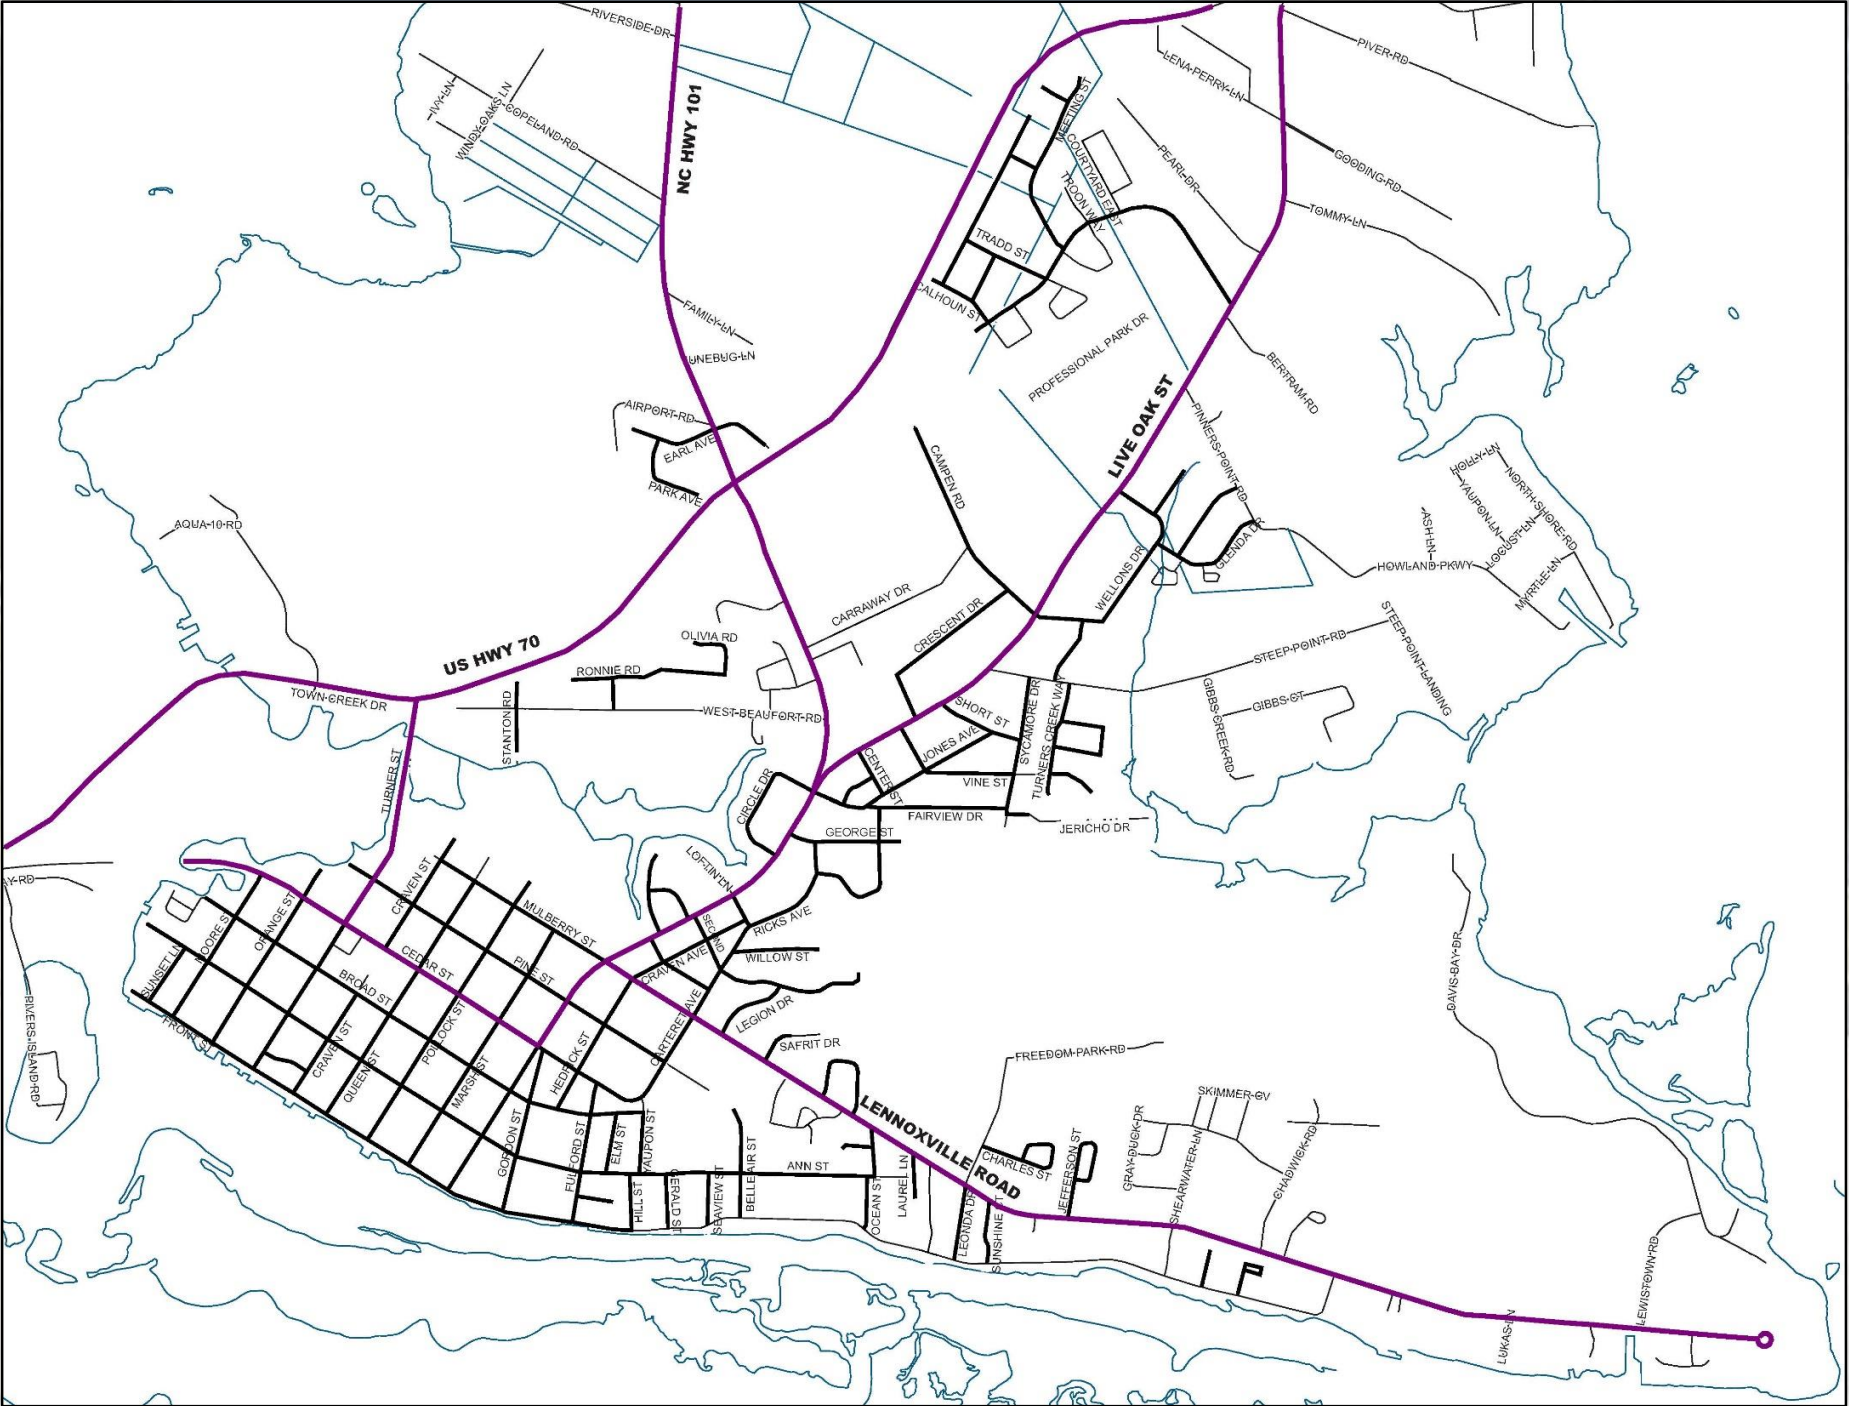 RIVERSIDE DR
PIVER-RD
LENA-PERRY-LN
IVY-LN
WINDY-OAKS LN
COPELAND-RD
NC HWY 101
MEETING ST
COURTYARD EAST
TROON WAY
PEARL-DR
GOODING-RD
TOMMY-LN
TRADD ST
CALHOUN ST
FAMILY-LN
UNEBUG-LN
PROFESSIONAL PARK DR
BERTRAM-RD
LIVE OAK ST
PINNERS-POINT-RD
AIRPORT-RD
EARL AVE
PARK AVE
CAMPEN RD
HOLLY-LN
NORTH-SHORE-RD
YAUPON-LN
LOCUST-LN
ASH-LN
MYRTLE-LN
HOWLAND-PKWY
AQUA-10-RD
GLENDA DR
WELLONS DR
CARRAWAY DR
CRESCENT DR
OLIVIA RD
RONNIE RD
US HWY 70
TOWN-CREEK DR
STANTON RD
WEST-BEAUFORT-RD
STEEP-POINT-RD
STEEP-POINT-LANDING
GIBBS-CREEK-RD
GIBBS-CT
SHORT ST
SYCAMORE DR
TURNERS CREEK WAY
JONES AVE
CENTER ST
VINE ST
FAIRVIEW DR
JERICHO DR
CIRCLE DR
GEORGE ST
TURNER ST
LOFTIN LN
CRAVEN ST
MULBERRY ST
RICKS AVE
SECOND
WILLOW ST
CRAVEN AVE
ORANGE ST
MOORE S
SUNSET LN
CEDAR ST
PINE ST
BROAD ST
FRONT ST
LEGION DR
CARTERET AVE
SAFRIT DR
AY-RD
RIVERS-ISLAND-RD
CRAVEN ST
QUEEN ST
POLLOCK ST
MARSH ST
HEDRICK ST
GORDON ST
FULFORD ST
ELM ST
YAUPON ST
HILL ST
GERALD ST
SEAVIEW ST
BELLEAIR ST
ANN ST
OCEAN ST
LAUREL LN
LENNOXVILLE ROAD
FREEDOM-PARK-RD
CHARLES ST
JEFFERSON ST
LEONDA DR
SUNSHINE ST
GRAY-DUCK-DR
SKIMMER-CV
SHEARWATER-LN
CHADWICK-RD
DAVIS-BAY-DR
LEWISTOWN-RD
LUKAS-LN